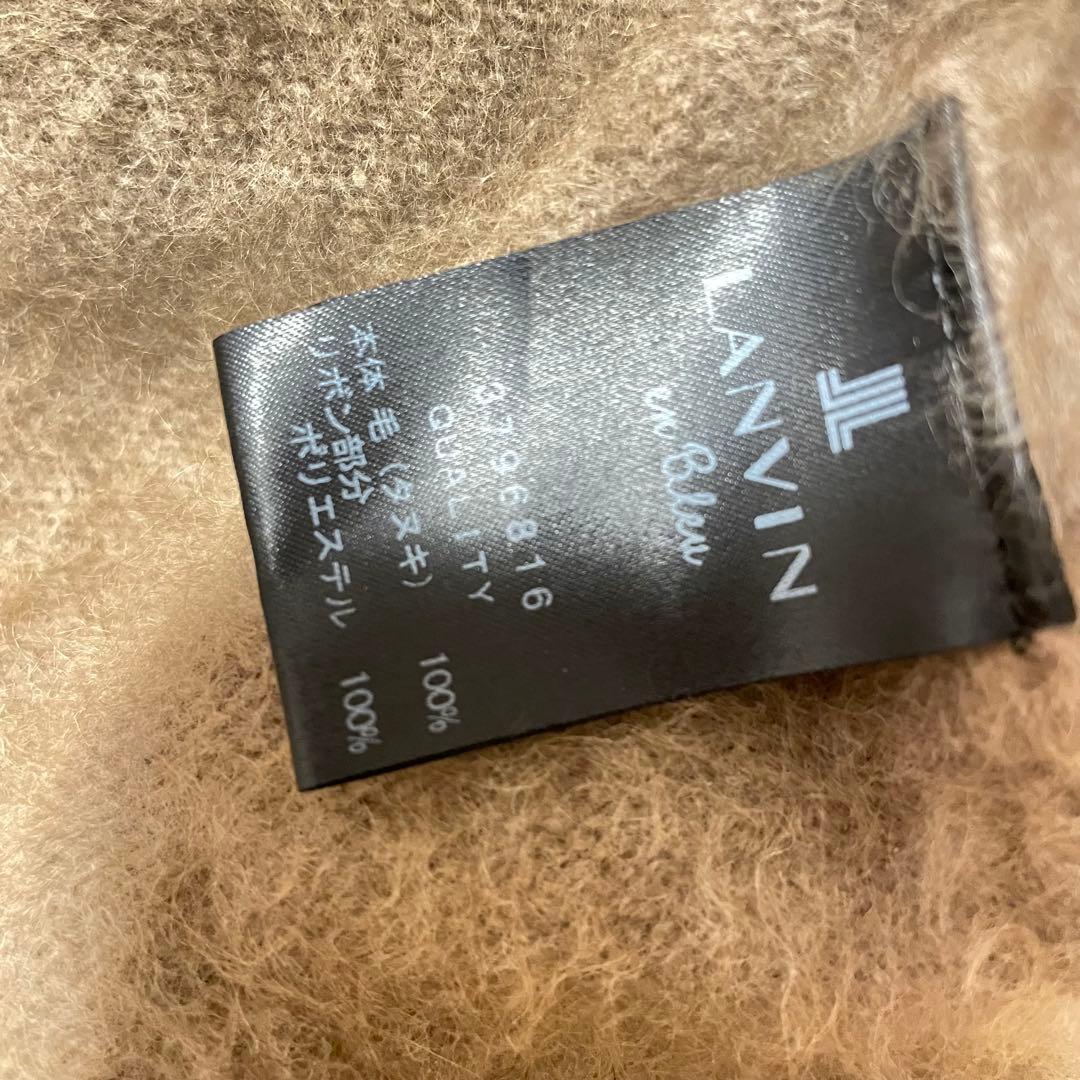 LANVIN
en Bleu
8796816
QUALITY
本体 毛(タヌキ) 100%
リボン部分
ポリエステル 100%